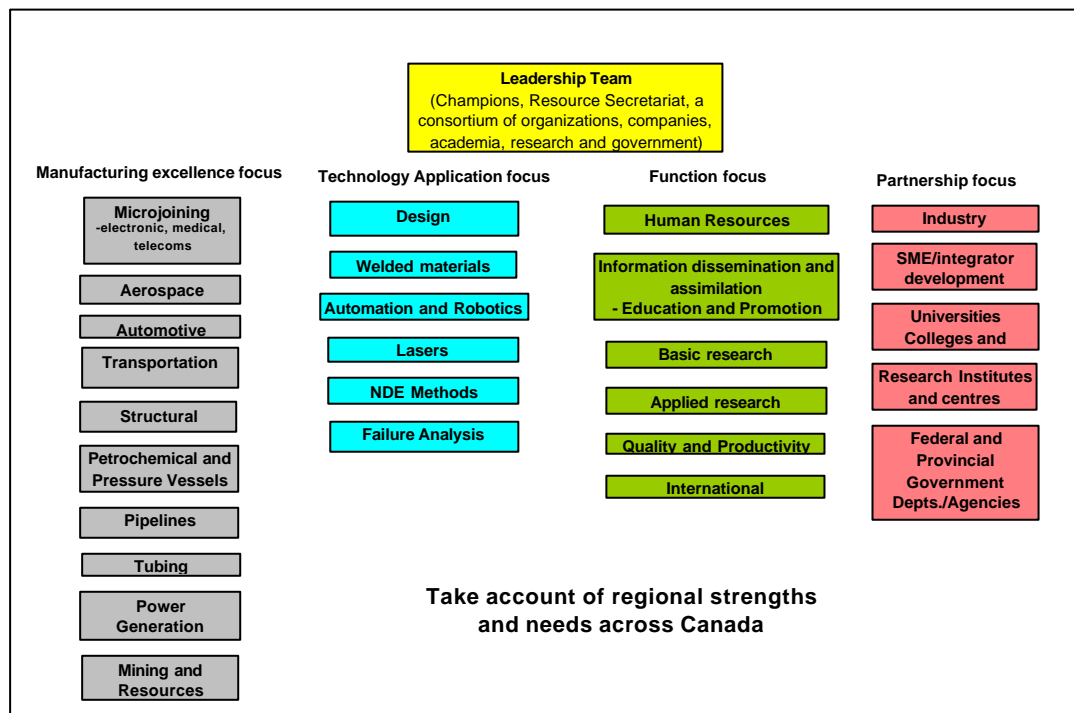 Leadership Team
(Champions, Resource Secretariat, a
consortium of organizations, companies,
academia, research and government)
Manufacturing excellence focus
Microjoining
-electronic, medical,
telecoms
Aerospace
Automotive
Transportation
Structural
Petrochemical and
Pressure Vessels
Pipelines
Tubing
Power
Generation
Mining and
Resources
Technology Application focus
Design
Welded materials
Automation and Robotics
Lasers
NDE Methods
Failure Analysis
Function focus
Human Resources
Information dissemination and
assimilation
- Education and Promotion
Basic research
Applied research
Quality and Productivity
International
Partnership focus
Industry
SME/integrator
development
Universities
Colleges and
Research Institutes
and centres
Federal and
Provincial
Government
Depts./Agencies
Take account of regional strengths
and needs across Canada